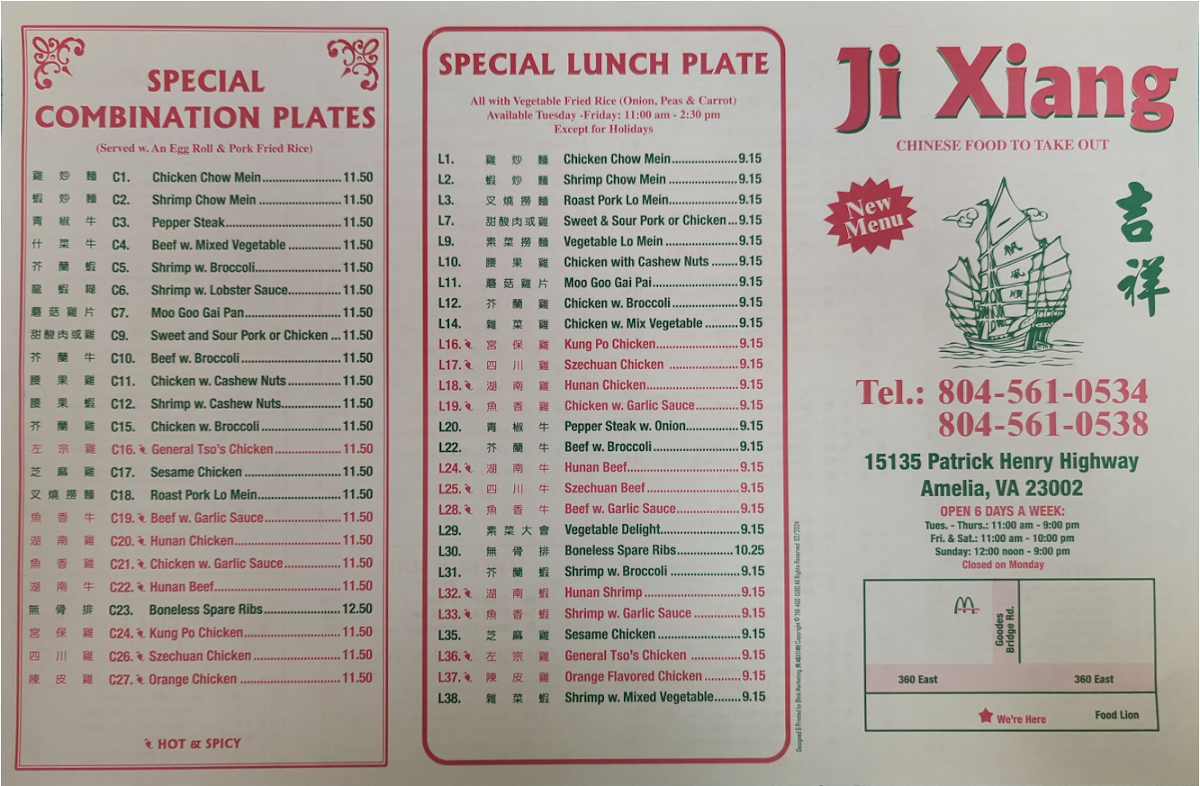 SPECIAL
COMBINATION PLATES
(Served w. An Egg Roll & Pork Fried Rice)
雞炒麵 C1. Chicken Chow Mein........................11.50
蝦炒麵 C2. Shrimp Chow Mein ........................11.50
青椒牛 C3. Pepper Steak........................11.50
什菜牛 C4. Beef w. Mixed Vegetable ................11.50
芥蘭蝦 C5. Shrimp w. Broccoli........................11.50
龍蝦糊 C6. Shrimp w. Lobster Sauce................11.50
蘑菇雞片 C7. Moo Goo Gai Pan........................11.50
甜酸肉或雞 C9. Sweet and Sour Pork or Chicken ...11.50
芥蘭牛 C10. Beef w. Broccoli........................11.50
腰果雞 C11. Chicken w. Cashew Nuts ................11.50
腰果蝦 C12. Shrimp w. Cashew Nuts..................11.50
芥蘭雞 C15. Chicken w. Broccoli........................11.50
左宗雞 C16. General Tso's Chicken ....................11.50
芝麻雞 C17. Sesame Chicken ........................11.50
叉燒撈麵 C18. Roast Pork Lo Mein........................11.50
魚香牛 C19. Beef w. Garlic Sauce........................11.50
湖南雞 C20. Hunan Chicken........................11.50
魚香雞 C21. Chicken w. Garlic Sauce..................11.50
湖南牛 C22. Hunan Beef........................11.50
無骨排 C23. Boneless Spare Ribs........................12.50
宮保雞 C24. Kung Po Chicken........................11.50
四川雞 C26. Szechuan Chicken ........................11.50
陳皮雞 C27. Orange Chicken ........................11.50
HOT & SPICY
SPECIAL LUNCH PLATE
All with Vegetable Fried Rice (Onion, Peas & Carrot)
Available Tuesday -Friday: 11:00 am - 2:30 pm
Except for Holidays
L1. 雞炒麵 Chicken Chow Mein....................9.15
L2. 蝦炒麵 Shrimp Chow Mein ....................9.15
L3. 叉燒撈麵 Roast Pork Lo Mein....................9.15
L7. 甜酸肉或雞 Sweet & Sour Pork or Chicken...9.15
L9. 素菜撈麵 Vegetable Lo Mein ....................9.15
L10. 腰果雞 Chicken with Cashew Nuts ........9.15
L11. 蘑菇雞片 Moo Goo Gai Pai....................9.15
L12. 芥蘭雞 Chicken w. Broccoli....................9.15
L14. 雜菜雞 Chicken w. Mix Vegetable ..........9.15
L16. 宮保雞 Kung Po Chicken....................9.15
L17. 四川雞 Szechuan Chicken ....................9.15
L18. 湖南雞 Hunan Chicken....................9.15
L19. 魚香雞 Chicken w. Garlic Sauce.............9.15
L20. 青椒牛 Pepper Steak w. Onion................9.15
L22. 芥蘭牛 Beef w. Broccoli....................9.15
L24. 湖南牛 Hunan Beef....................9.15
L25. 四川牛 Szechuan Beef ....................9.15
L28. 魚香牛 Beef w. Garlic Sauce....................9.15
L29. 素菜大會 Vegetable Delight....................9.15
L30. 無骨排 Boneless Spare Ribs.................10.25
L31. 芥蘭蝦 Shrimp w. Broccoli ....................9.15
L32. 湖南蝦 Hunan Shrimp ....................9.15
L33. 魚香蝦 Shrimp w. Garlic Sauce ..............9.15
L35. 芝麻雞 Sesame Chicken ....................9.15
L36. 左宗雞 General Tso's Chicken ...............9.15
L37. 陳皮雞 Orange Flavored Chicken ...........9.15
L38. 雜菜蝦 Shrimp w. Mixed Vegetable........9.15
Ji Xiang
CHINESE FOOD TO TAKE OUT
New
Menu
帆風順
吉祥
Tel.: 804-561-0534
804-561-0538
15135 Patrick Henry Highway
Amelia, VA 23002
OPEN 6 DAYS A WEEK:
Tues. - Thurs.: 11:00 am - 9:00 pm
Fri. & Sat.: 11:00 am - 10:00 pm
Sunday: 12:00 noon - 9:00 pm
Closed on Monday
Goodes
Bridge Rd.
360 East 360 East
We're Here Food Lion